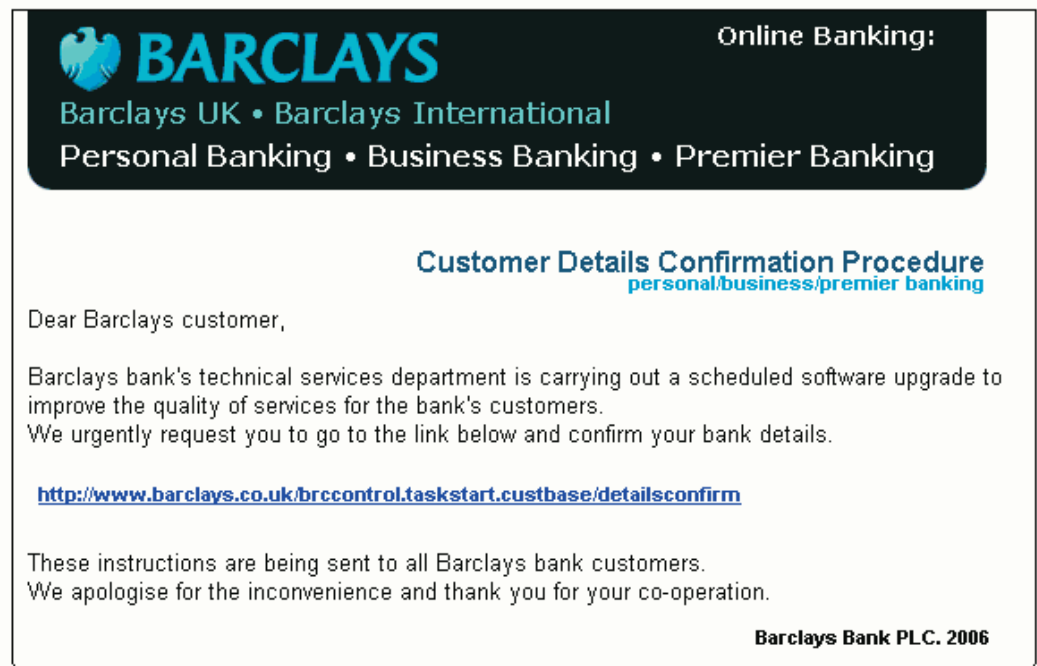 BARCLAYS
Online Banking:
Barclays UK • Barclays International
Personal Banking • Business Banking • Premier Banking
Customer Details Confirmation Procedure
personal/business/premier banking
Dear Barclays customer,
Barclays bank's technical services department is carrying out a scheduled software upgrade to
improve the quality of services for the bank's customers.
We urgently request you to go to the link below and confirm your bank details.
http://www.barclays.co.uk/brccontrol.taskstart.custbase/detailsconfirm
These instructions are being sent to all Barclays bank customers.
We apologise for the inconvenience and thank you for your co-operation.
Barclays Bank PLC. 2006